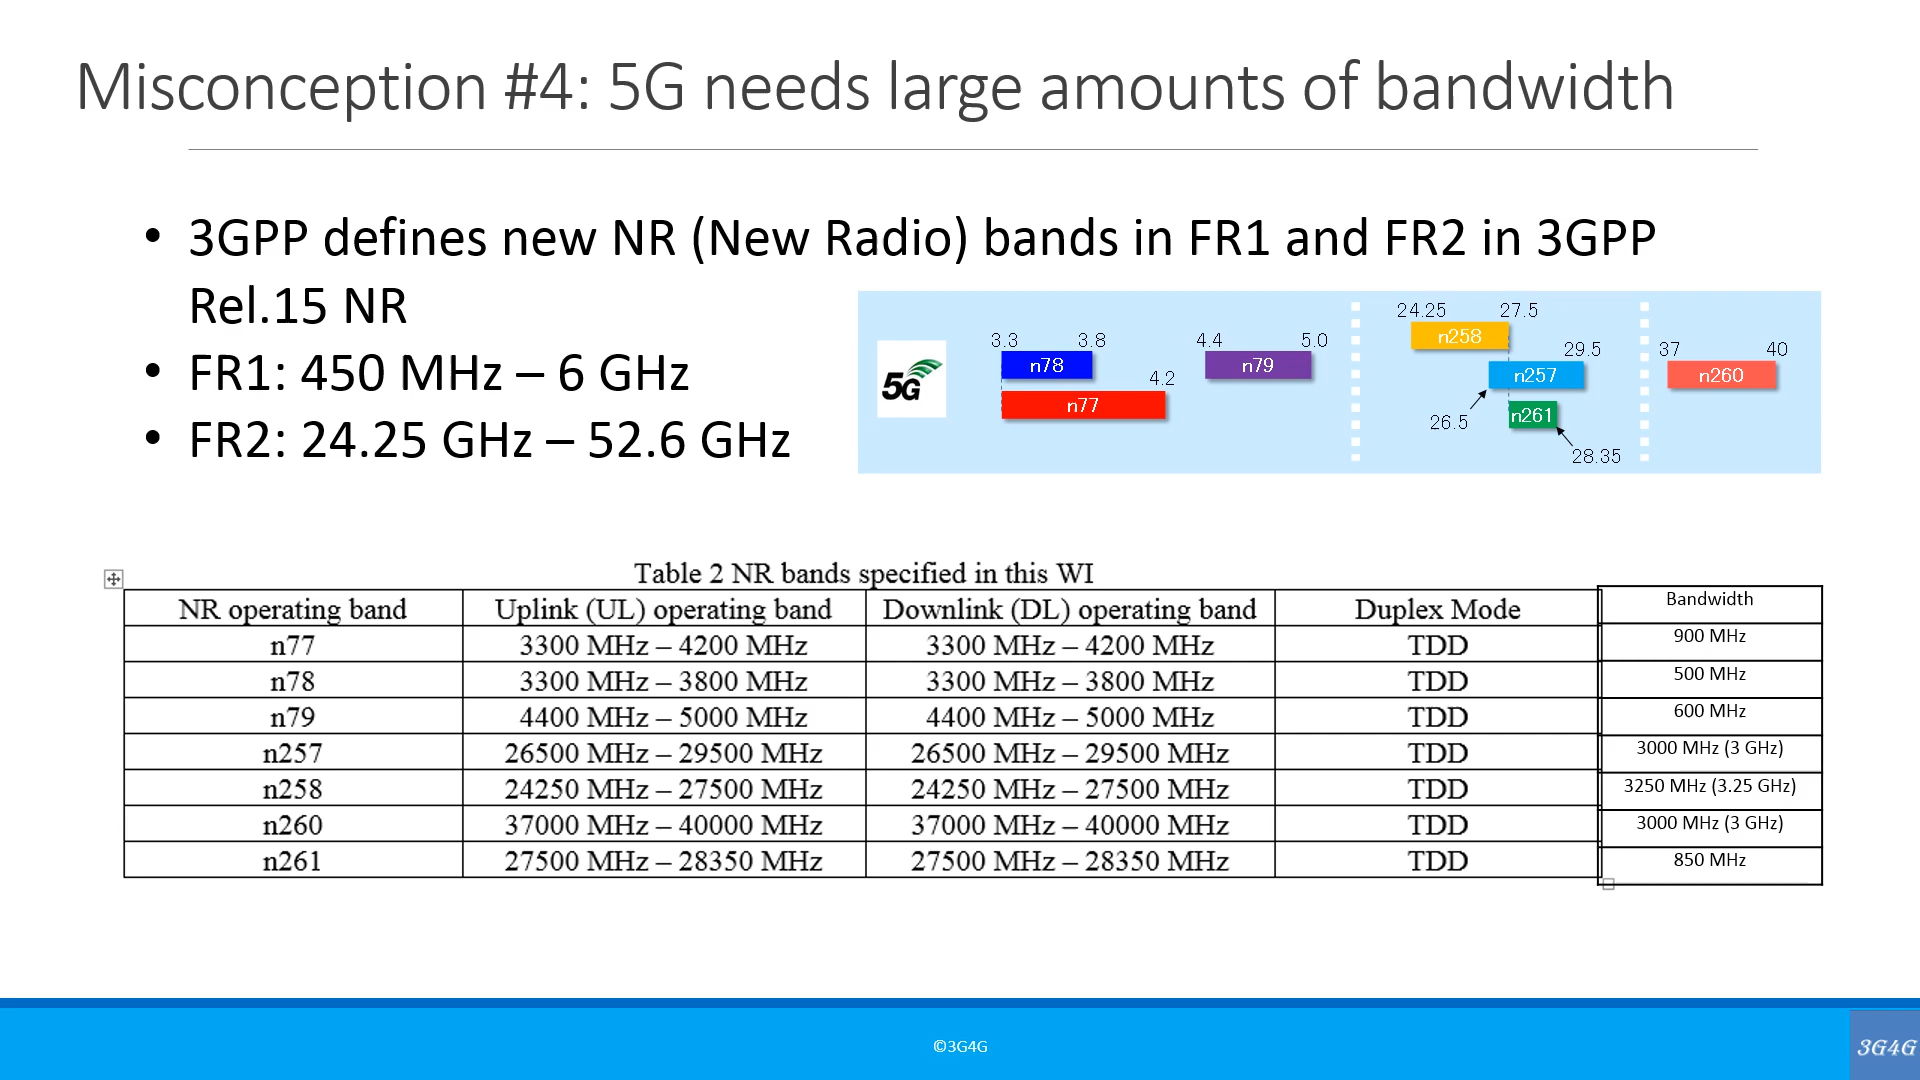 Misconception #4: 5G needs large amounts of bandwidth
• 3GPP defines new NR (New Radio) bands in FR1 and FR2 in 3GPP
Rel.15 NR
• FR1: 450 MHz – 6 GHz
• FR2: 24.25 GHz – 52.6 GHz
5G
3.3 3.8
n78
4.2
n77
4.4 5.0
n79
24.25 27.5
n258
29.5
n257
26.5
n261
28.35
37 40
n260
Table 2 NR bands specified in this WI
NR operating band Uplink (UL) operating band Downlink (DL) operating band Duplex Mode Bandwidth
n77 3300 MHz – 4200 MHz 3300 MHz – 4200 MHz TDD 900 MHz
n78 3300 MHz – 3800 MHz 3300 MHz – 3800 MHz TDD 500 MHz
n79 4400 MHz – 5000 MHz 4400 MHz – 5000 MHz TDD 600 MHz
n257 26500 MHz – 29500 MHz 26500 MHz – 29500 MHz TDD 3000 MHz (3 GHz)
n258 24250 MHz – 27500 MHz 24250 MHz – 27500 MHz TDD 3250 MHz (3.25 GHz)
n260 37000 MHz – 40000 MHz 37000 MHz – 40000 MHz TDD 3000 MHz (3 GHz)
n261 27500 MHz – 28350 MHz 27500 MHz – 28350 MHz TDD 850 MHz
©3G4G
3G4G